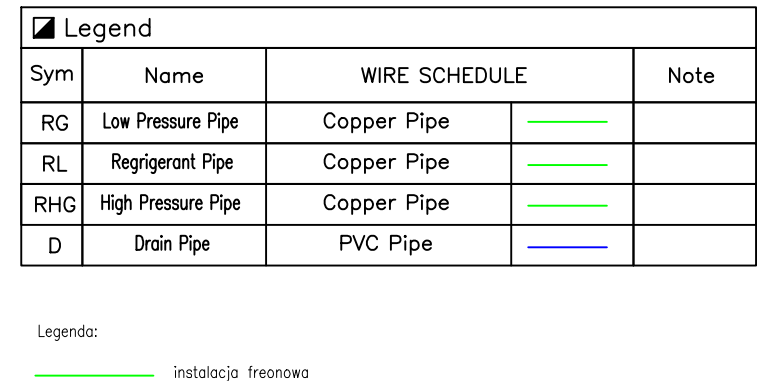 Legend
Sym Name WIRE SCHEDULE Note
RG Low Pressure Pipe Copper Pipe
RL Regrigerant Pipe Copper Pipe
RHG High Pressure Pipe Copper Pipe
D Drain Pipe PVC Pipe
Legenda:
instalacja freonowa